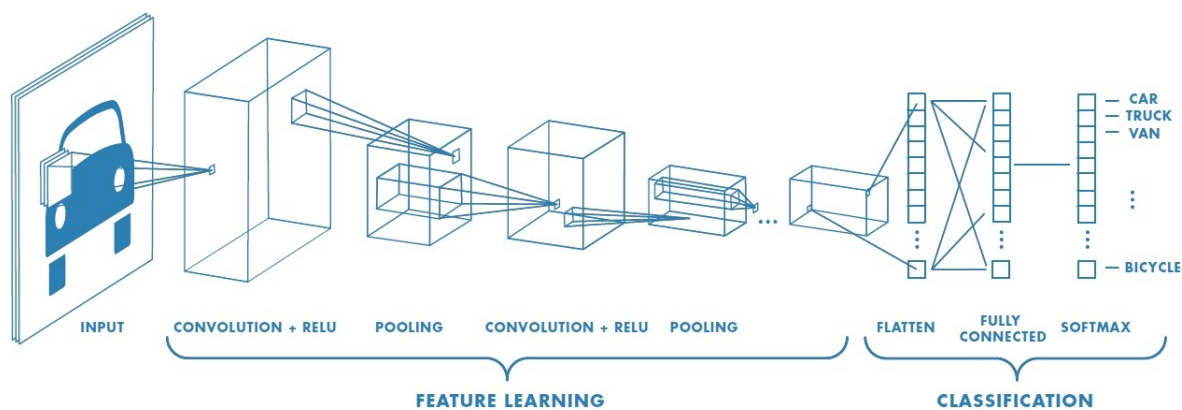 CAR
TRUCK
VAN
BICYCLE
INPUT
CONVOLUTION + RELU
POOLING
CONVOLUTION + RELU
POOLING
FLATTEN
FULLY
CONNECTED
SOFTMAX
FEATURE LEARNING
CLASSIFICATION